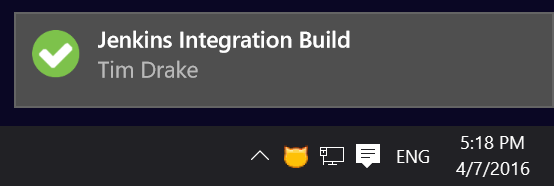 Jenkins Integration Build
Tim Drake
5:18 PM
ENG
4/7/2016